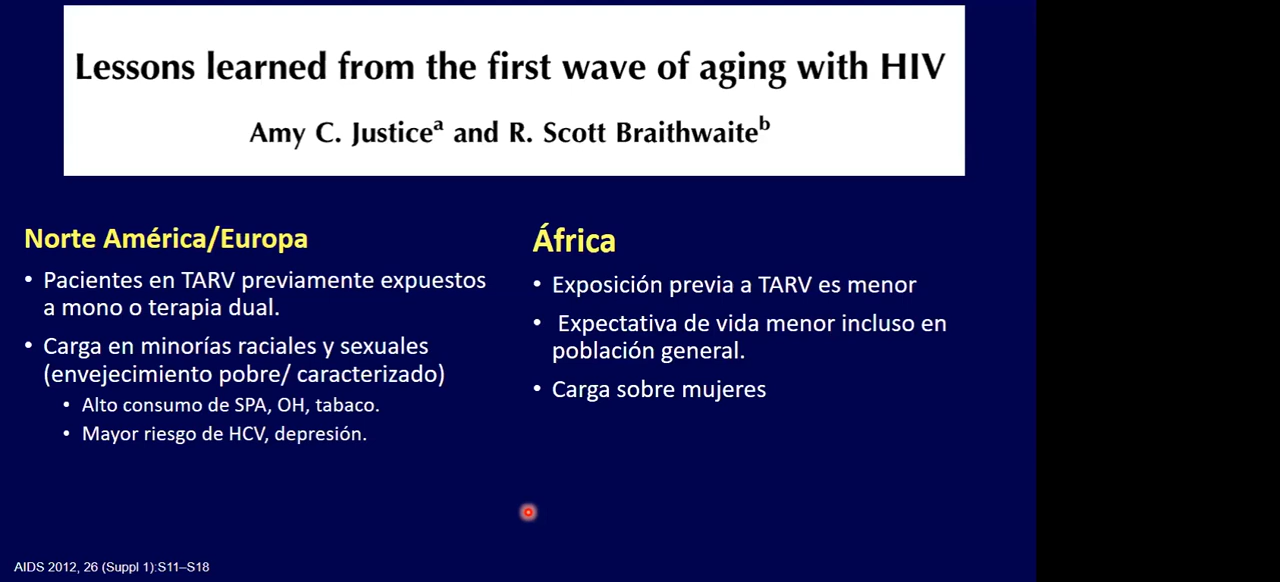 Lessons learned from the first wave of aging with HIV
Amy C. Justiceᵃ and R. Scott Braithwaiteᵇ
Norte América/Europa
• Pacientes en TARV previamente expuestos
a mono o terapia dual.
• Carga en minorías raciales y sexuales
(envejecimiento pobre/ caracterizado)
• Alto consumo de SPA, OH, tabaco.
• Mayor riesgo de HCV, depresión.
África
• Exposición previa a TARV es menor
• Expectativa de vida menor incluso en
población general.
• Carga sobre mujeres
AIDS 2012, 26 (Suppl 1):S11–S18